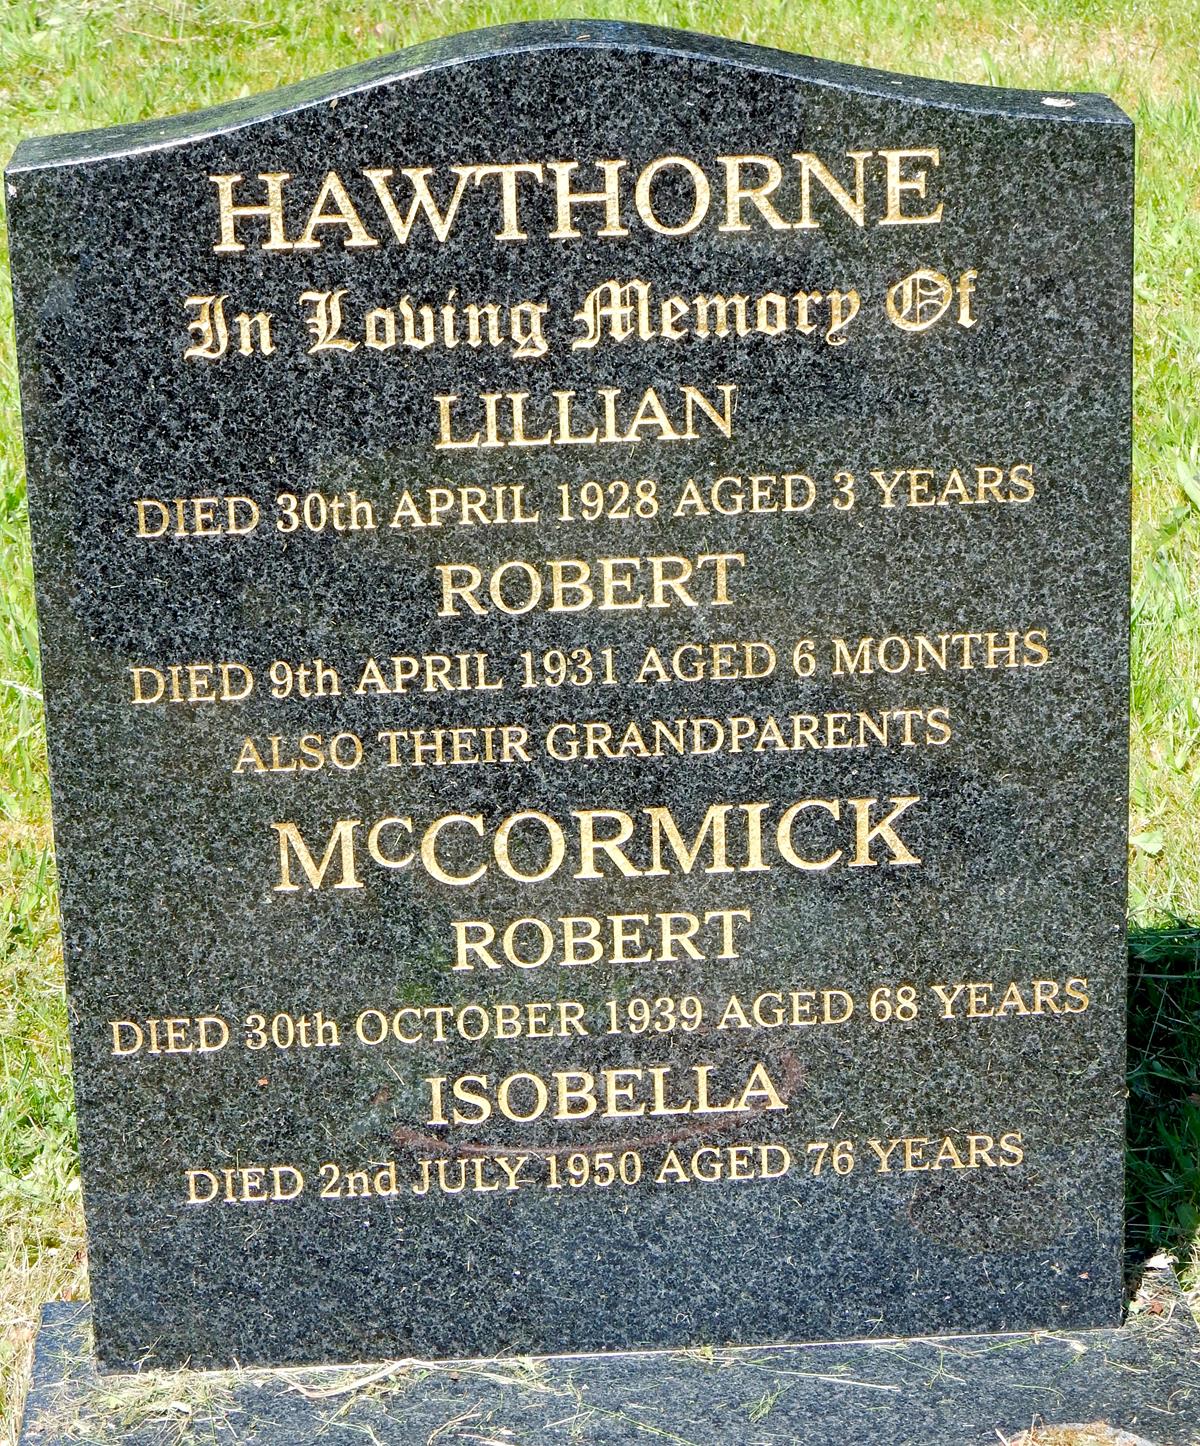 HAWTHORNE
In Loving Memory Of
LILLIAN
DIED 30th APRIL 1928 AGED 3 YEARS
ROBERT
DIED 9th APRIL 1931 AGED 6 MONTHS
ALSO THEIR GRANDPARENTS
McCORMICK
ROBERT
DIED 30th OCTOBER 1939 AGED 68 YEARS
ISOBELLA
DIED 2nd JULY 1950 AGED 76 YEARS